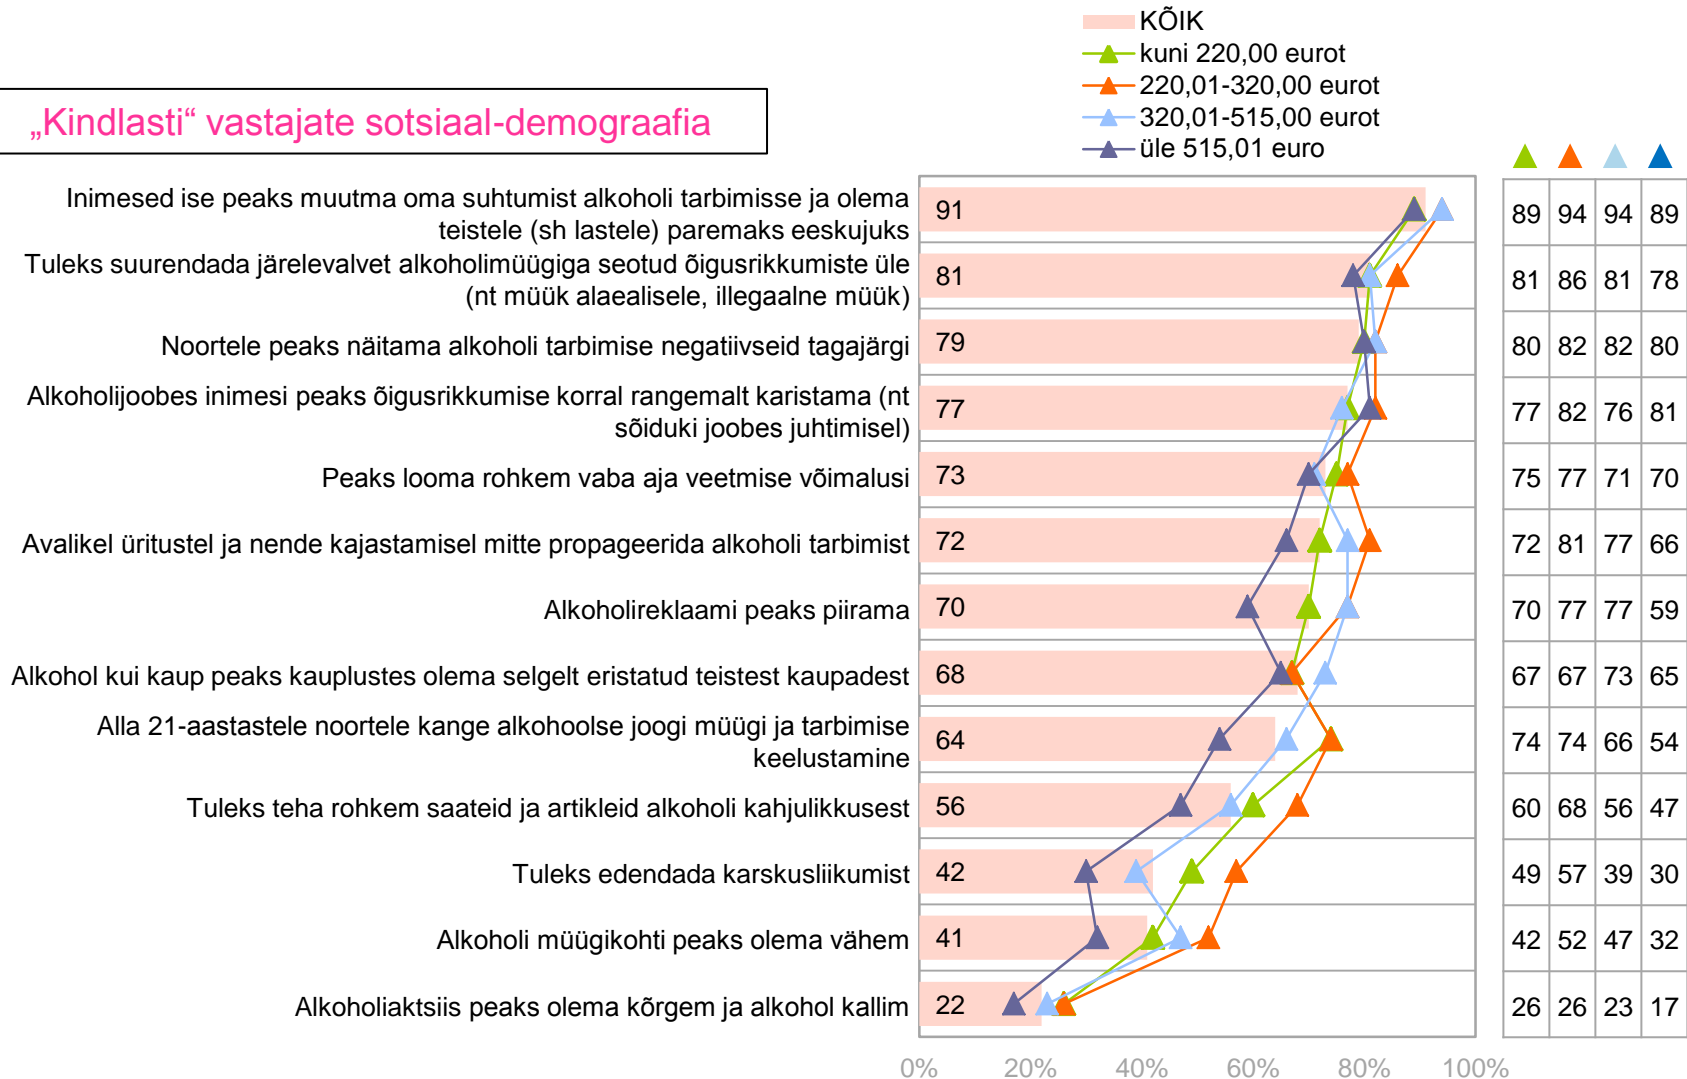 KÕIK
kuni 220,00 eurot
220,01-320,00 eurot
320,01-515,00 eurot
üle 515,01 euro
„Kindlasti“ vastajate sotsiaal-demograafia
Inimesed ise peaks muutma oma suhtumist alkoholi tarbimisse ja olema
teistele (sh lastele) paremaks eeskujuks
91
89 94 94 89
Tuleks suurendada järelevalvet alkoholimüügiga seotud õigusrikkumiste üle
(nt müük alaealisele, illegaalne müük)
81
81 86 81 78
Noortele peaks näitama alkoholi tarbimise negatiivseid tagajärgi
79
80 82 82 80
Alkoholijoobes inimesi peaks õigusrikkumise korral rangemalt karistama (nt
sõiduki joobes juhtimisel)
77
77 82 76 81
Peaks looma rohkem vaba aja veetmise võimalusi
73
75 77 71 70
Avalikel üritustel ja nende kajastamisel mitte propageerida alkoholi tarbimist
72
72 81 77 66
Alkoholireklaami peaks piirama
70
70 77 77 59
Alkohol kui kaup peaks kauplustes olema selgelt eristatud teistest kaupadest
68
67 67 73 65
Alla 21-aastastele noortele kange alkohoolse joogi müügi ja tarbimise
keelustamine
64
74 74 66 54
Tuleks teha rohkem saateid ja artikleid alkoholi kahjulikkusest
56
60 68 56 47
Tuleks edendada karskusliikumist
42
49 57 39 30
Alkoholi müügikohti peaks olema vähem
41
42 52 47 32
Alkoholiaktsiis peaks olema kõrgem ja alkohol kallim
22
26 26 23 17
0% 20% 40% 60% 80% 100%